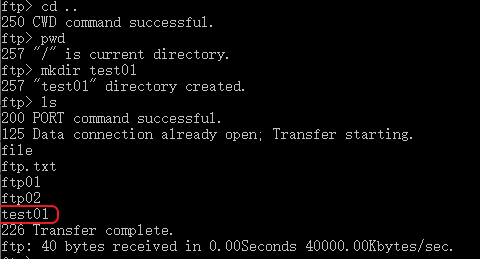 ftp> cd ..
250 CWD command successful.
ftp> pwd
257 "/" is current directory.
ftp> mkdir test01
257 "test01" directory created.
ftp> ls
200 PORT command successful.
125 Data connection already open; Transfer starting.
file
ftp.txt
ftp01
ftp02
test01
226 Transfer complete.
ftp: 40 bytes received in 0.00Seconds 40000.00Kbytes/sec.